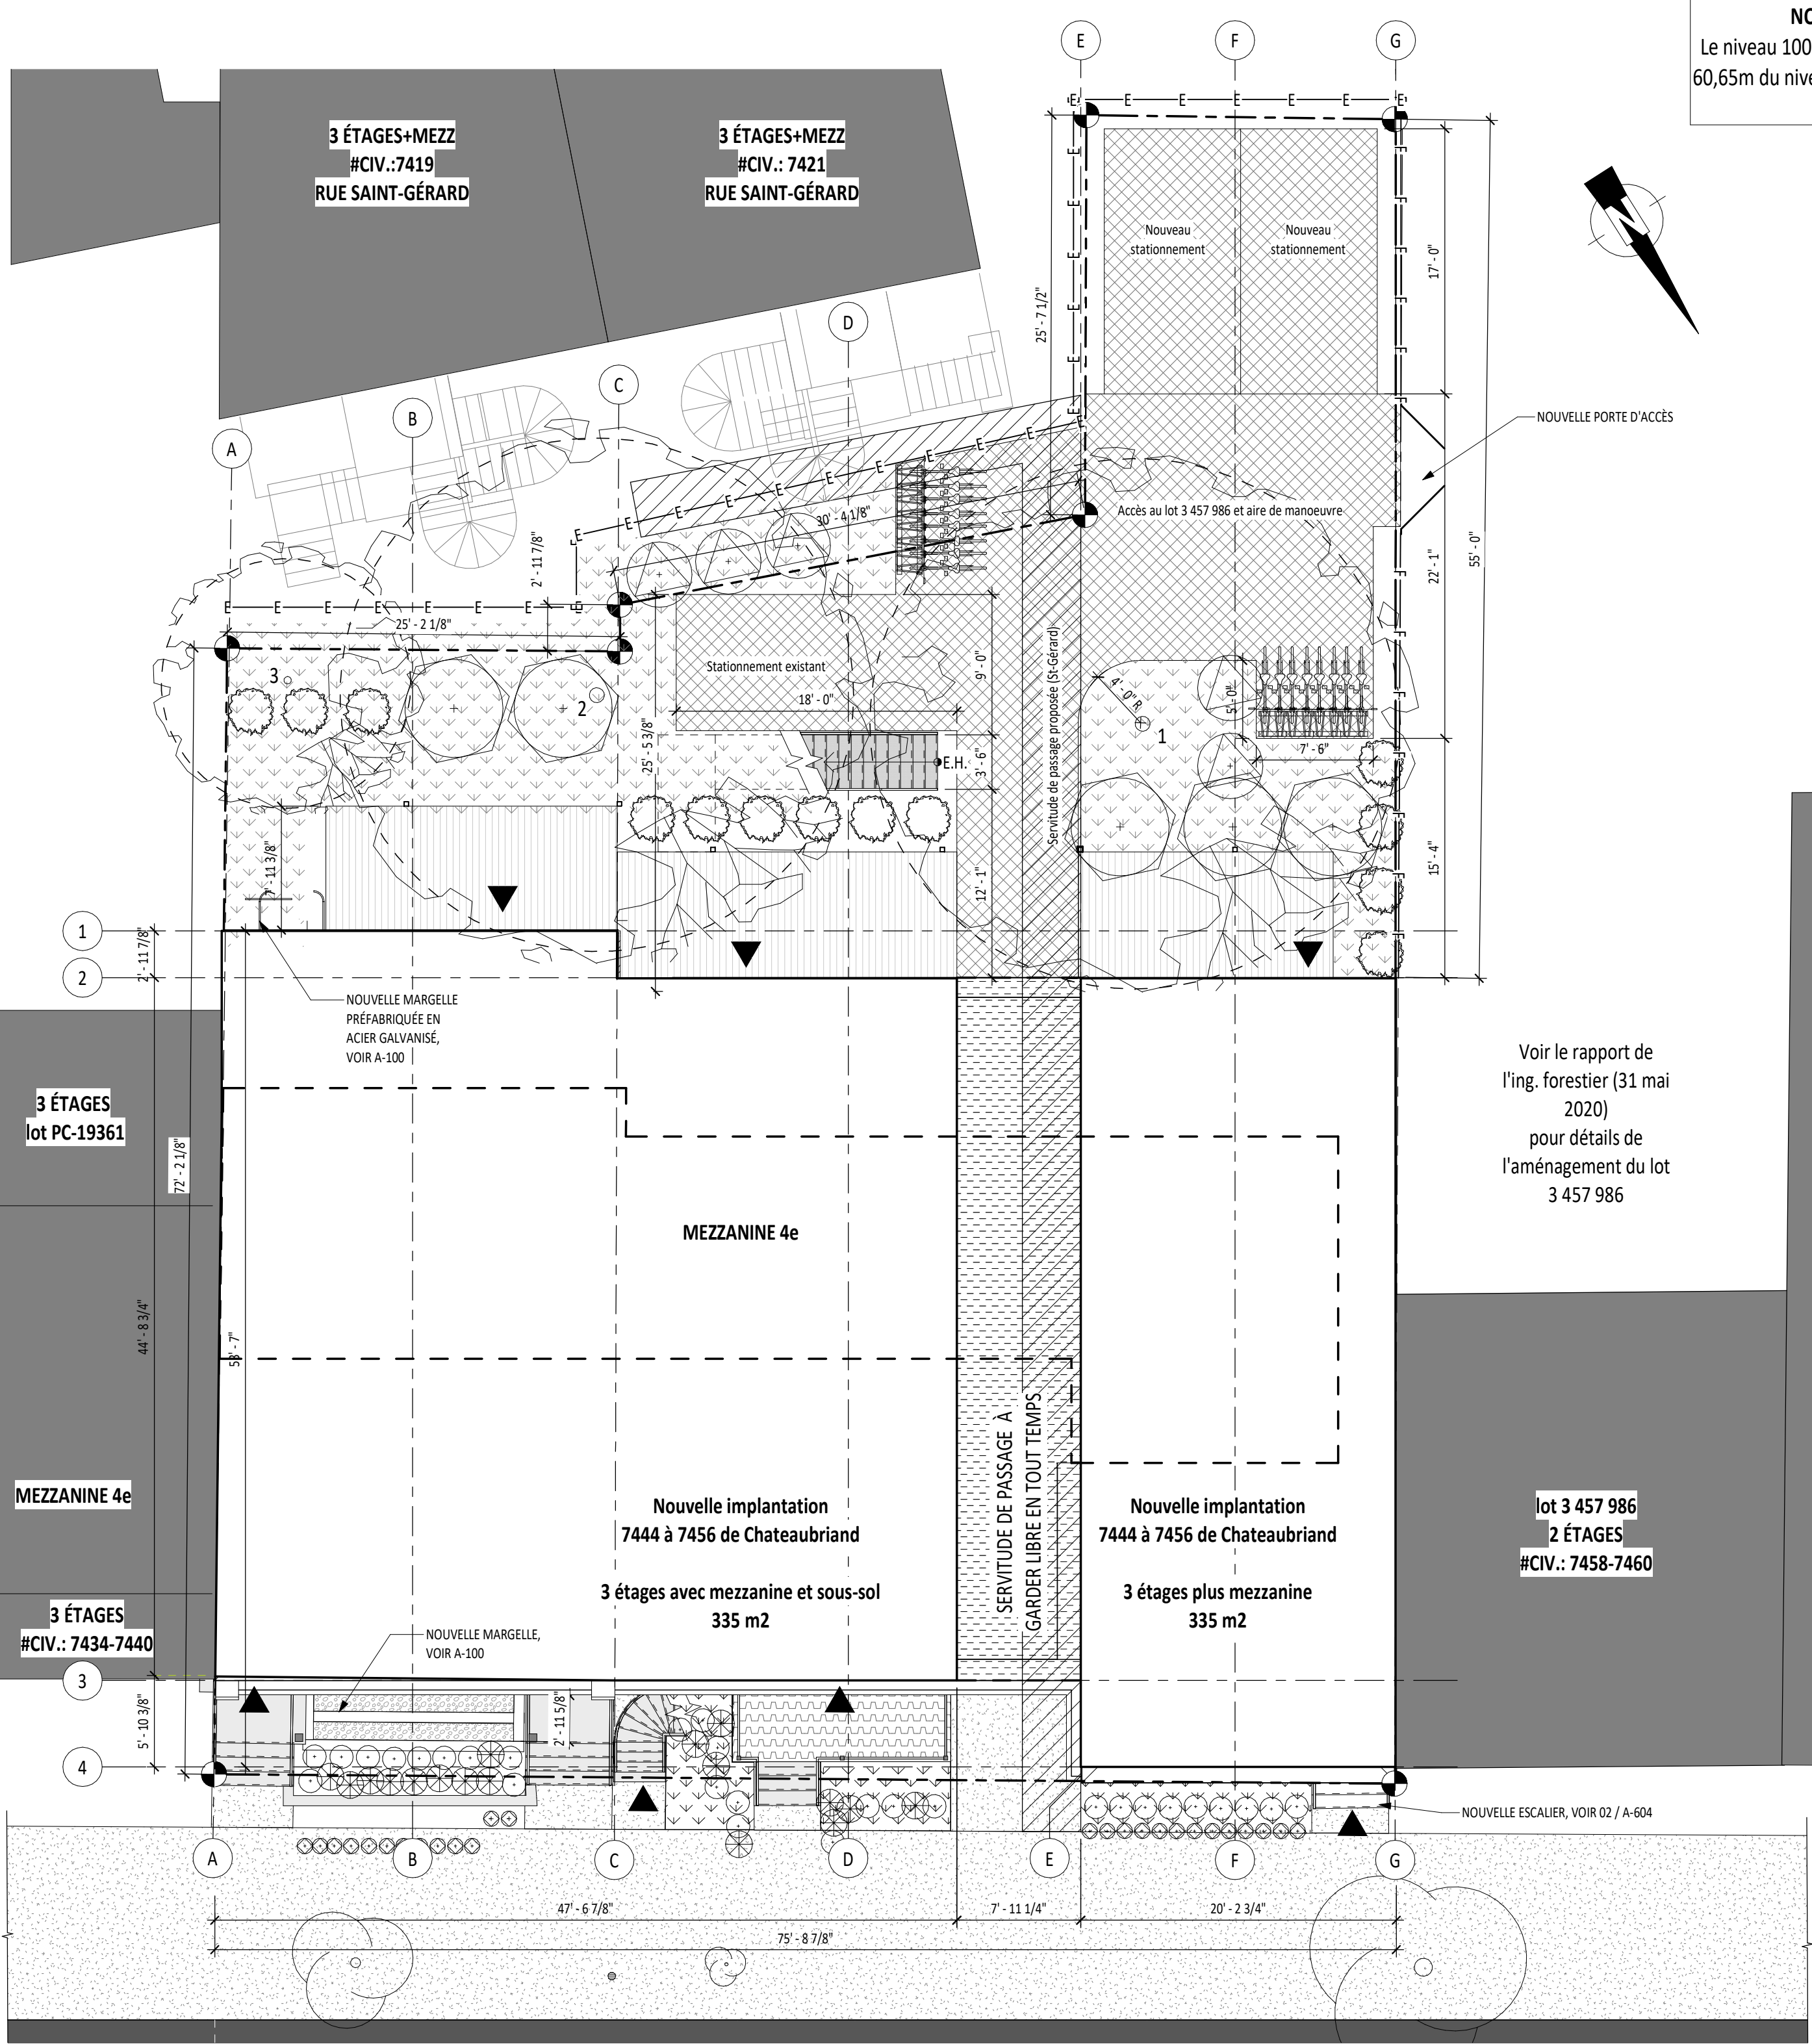 NO
Le niveau 100
60,65m du nive
E
F
G
3 ÉTAGES+MEZZ
#CIV.:7419
RUE SAINT-GÉRARD
3 ÉTAGES+MEZZ
#CIV.: 7421
RUE SAINT-GÉRARD
Nouveau
stationnement
Nouveau
stationnement
17' - 0"
25' - 7 1/2"
D
C
B
A
NOUVELLE PORTE D'ACCÈS
Accès au lot 3 457 986 et aire de manoeuvre
30' - 4 1/8"
2' - 11 7/8"
22' - 1"
55' - 0"
25' - 2 1/8"
Stationnement existant
18' - 0"
9' - 0"
3
2
1
4' - 0" R
5' - 0"
7' - 6"
25' - 5 3/8"
E.H.
3' - 6"
Servitude de passage proposée (St-Gérard)
7' - 11 3/8"
12' - 1"
15' - 4"
1
2' - 11 7/8"
2
NOUVELLE MARGELLE
PRÉFABRIQUÉE EN
ACIER GALVANISÉ,
VOIR A-100
Voir le rapport de
l'ing. forestier (31 mai
2020)
pour détails de
l'aménagement du lot
3 457 986
3 ÉTAGES
lot PC-19361
72' - 2 1/8"
MEZZANINE 4e
44' - 8 3/4"
53' - 7"
MEZZANINE 4e
SERVITUDE DE PASSAGE À
GARDER LIBRE EN TOUT TEMPS
Nouvelle implantation
7444 à 7456 de Chateaubriand
3 étages avec mezzanine et sous-sol
335 m2
Nouvelle implantation
7444 à 7456 de Chateaubriand
3 étages plus mezzanine
335 m2
lot 3 457 986
2 ÉTAGES
#CIV.: 7458-7460
3 ÉTAGES
#CIV.: 7434-7440
NOUVELLE MARGELLE,
VOIR A-100
3
5' - 10 3/8"
2' - 11 5/8"
4
NOUVELLE ESCALIER, VOIR 02 / A-604
A
B
C
D
E
F
G
47' - 6 7/8"
7' - 11 1/4"
20' - 2 3/4"
75' - 8 7/8"